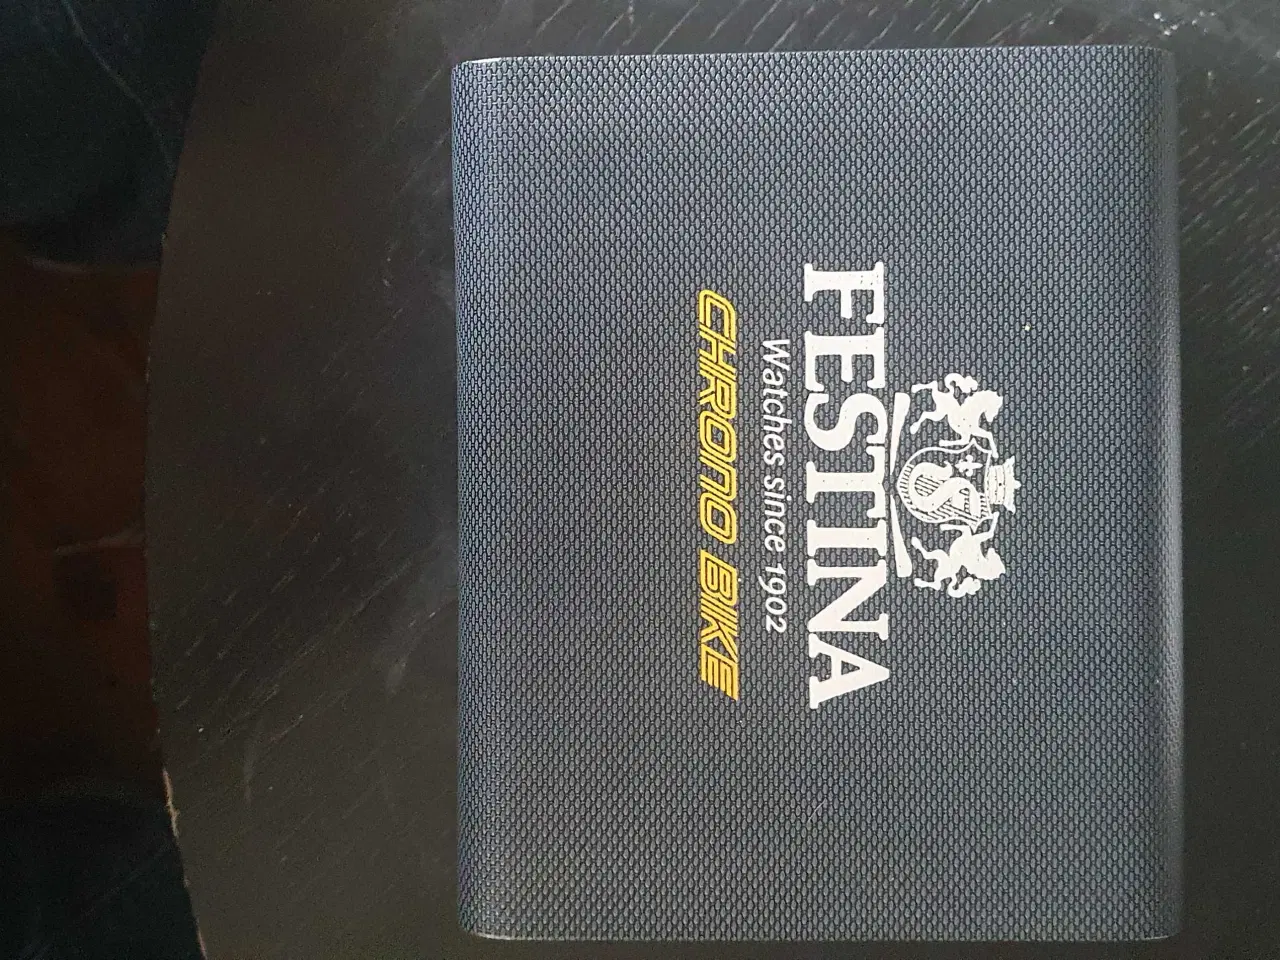 FESTINA
Watches since 1902
CHRONO BIKE